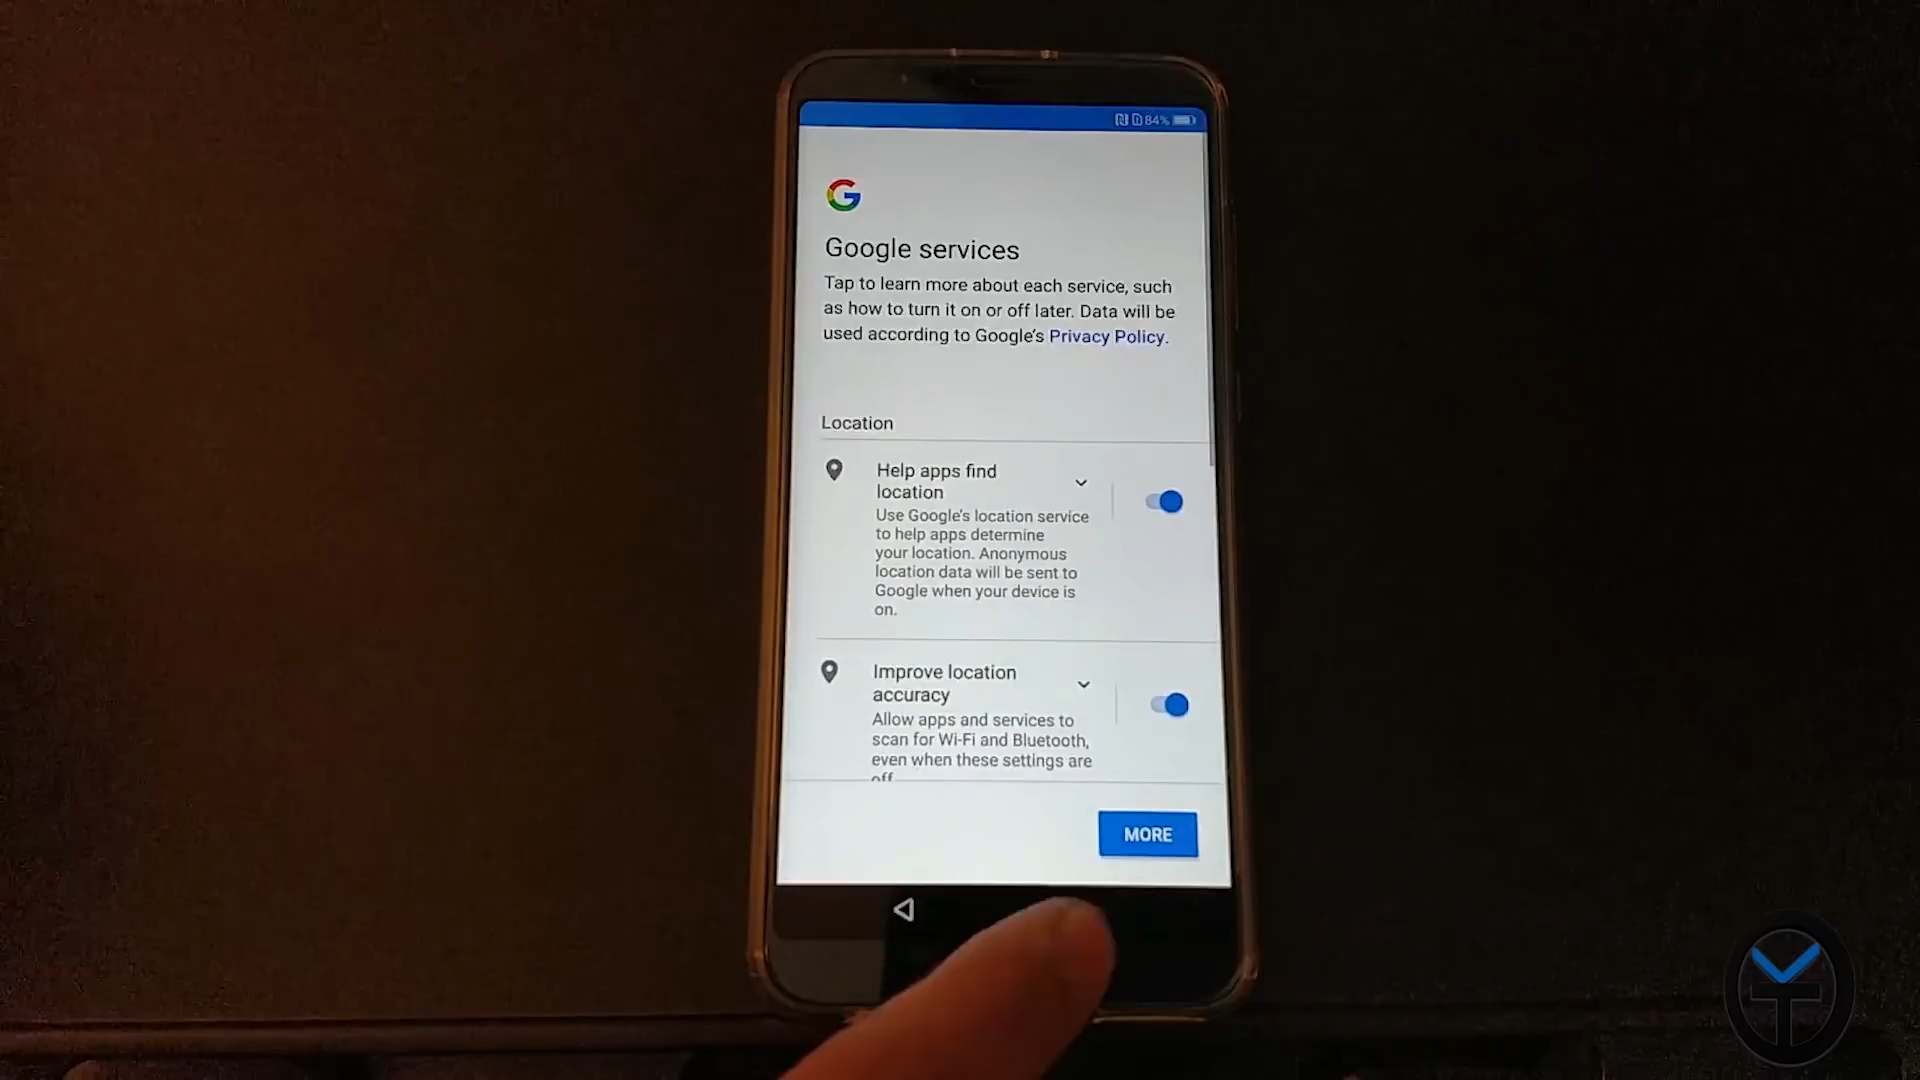 84%
Google services
Tap to learn more about each service, such
as how to turn it on or off later. Data will be
used according to Google's Privacy Policy.
Location
Help apps find
location
Use Google's location service
to help apps determine
your location. Anonymous
location data will be sent to
Google when your device is
on.
Improve location
accuracy
Allow apps and services to
scan for Wi-Fi and Bluetooth,
even when these settings are
off
MORE